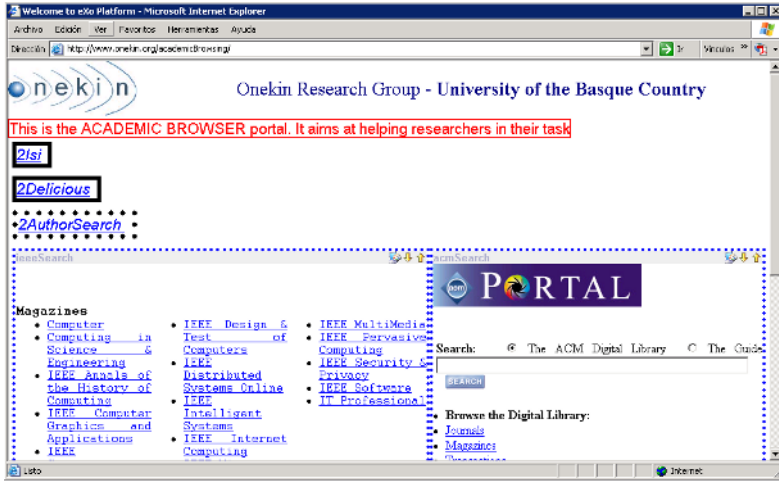 Welcome to eXo Platform - Microsoft Internet Explorer
Archivo Edición Ver Favoritos Herramientas Ayuda
Dirección http://www.onekin.org/academicBrowsing/ Ir Vínculos »
onekin
Onekin Research Group - University of the Basque Country
This is the ACADEMIC BROWSER portal. It aims at helping researchers in their task
2Isi
2Delicious
2AuthorSearch
ieeeSearch
Magazines
Computer
Computing in
Science &
Engineering
IEEE Annals of
the History of
Computing
IEEE Computer
Graphics and
Applications
IEEE
IEEE Design &
Test of
Computers
IEEE
Distributed
Systems Online
IEEE
Intelligent
Systems
IEEE Internet
Computing
IEEE MultiMedia
IEEE Pervasive
Computing
IEEE Security &
Privacy
IEEE Software
IT Professional
acmSearch
acm PORTAL
Search: The ACM Digital Library The Guide
SEARCH
Browse the Digital Library:
Journals
Magazines
Transactions
Listo
Internet